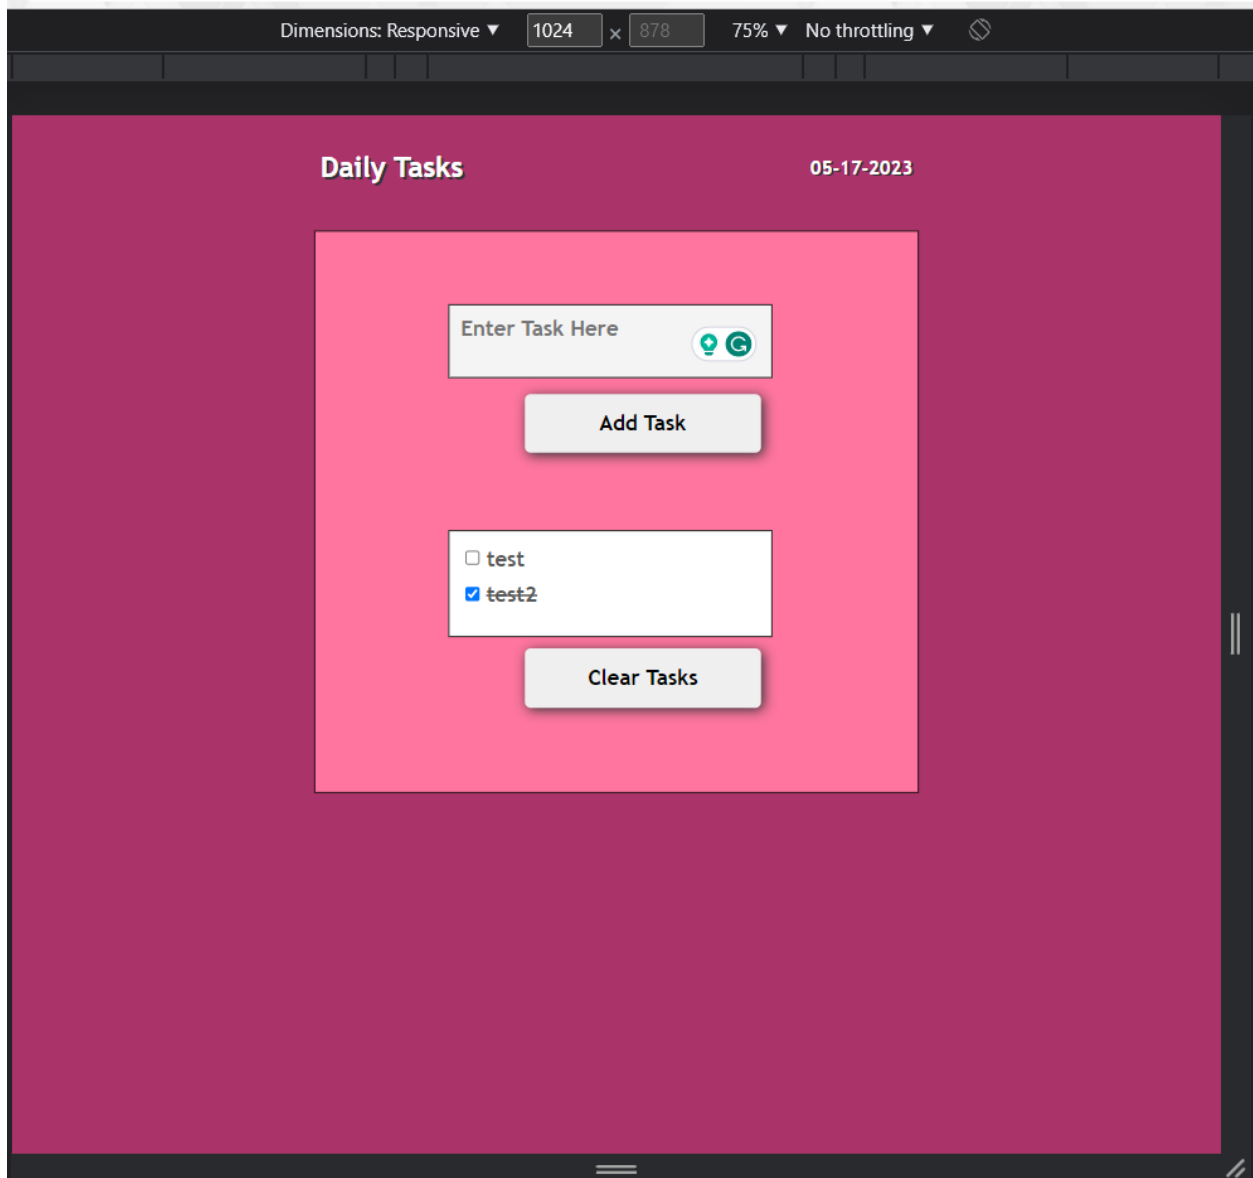 Dimensions: Responsive ▼ 1024 × 878 75% ▼ No throttling ▼
Daily Tasks 05-17-2023
Enter Task Here
Add Task
test
test2
Clear Tasks